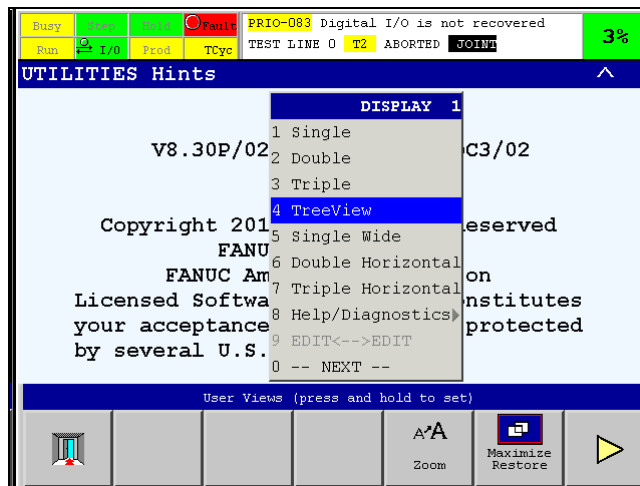 Busy Step Hold Fault PRIO-083 Digital I/O is not recovered
Run I/O Prod TCyc TEST LINE 0 T2 ABORTED JOINT 3%
UTILITIES Hints
DISPLAY 1
1 Single
V8.30P/02 C3/02
2 Double
3 Triple
4 TreeView
Copyright 201 eserved
5 Single Wide
FANU
6 Double Horizontal
FANUC Am on
7 Triple Horizontal
Licensed Softwa nstitutes
8 Help/Diagnostics
your acceptance protected
9 EDIT<-->EDIT
by several U.S.
0 -- NEXT --
User Views (press and hold to set)
A↗A
Zoom
Maximize
Restore